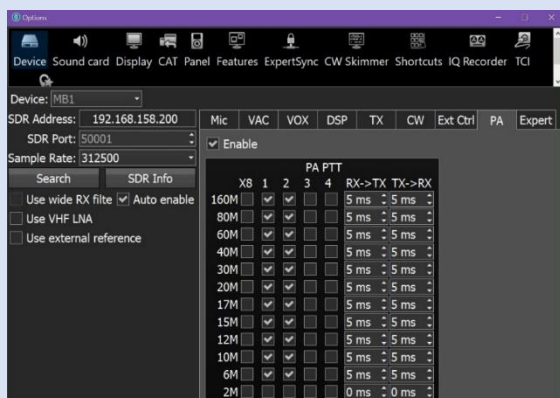 Options
Device Sound card Display CAT Panel Features ExpertSync CW Skimmer Shortcuts IQ Recorder TCI
Device: MB1
SDR Address: 192.168.158.200
SDR Port: 50001
Sample Rate: 312500
Search SDR Info
Use wide RX filte Auto enable
Use VHF LNA
Use external reference
Mic VAC VOX DSP TX CW Ext Ctrl PA Expert
Enable
PA PTT
X8 1 2 3 4 RX->TX TX->RX
160M 5 ms 5 ms
80M 5 ms 5 ms
60M 5 ms 5 ms
40M 5 ms 5 ms
30M 5 ms 5 ms
20M 5 ms 5 ms
17M 5 ms 5 ms
15M 5 ms 5 ms
12M 5 ms 5 ms
10M 5 ms 5 ms
6M 5 ms 5 ms
2M 0 ms 0 ms